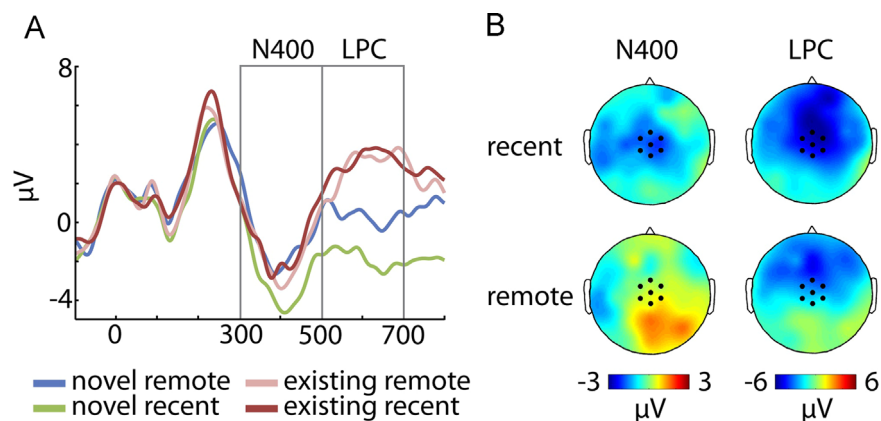 A
N400 LPC
8
μV
0
-4
0 300 500 700
novel remote existing remote
novel recent existing recent
B
N400 LPC
recent
remote
-3 3 -6 6
μV μV